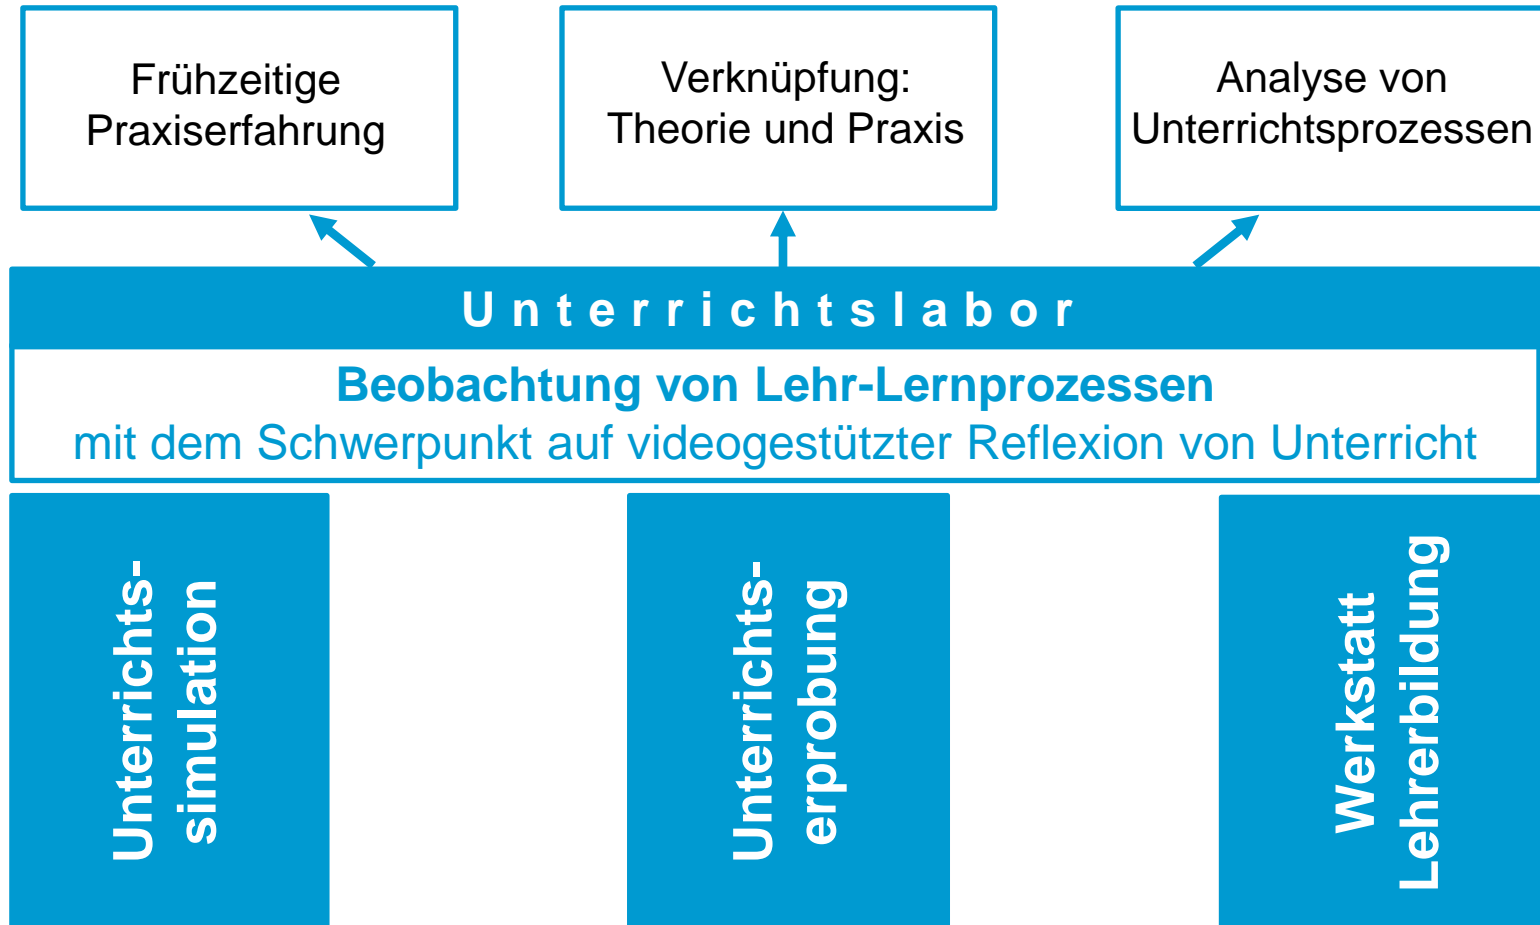 Frühzeitige
Praxiserfahrung
Verknüpfung:
Theorie und Praxis
Analyse von
Unterrichtsprozessen
Unterrichtslabor
Beobachtung von Lehr-Lernprozessen
mit dem Schwerpunkt auf videogestützter Reflexion von Unterricht
Unterrichts-
simulation
Unterrichts-
erprobung
Werkstatt
Lehrerbildung